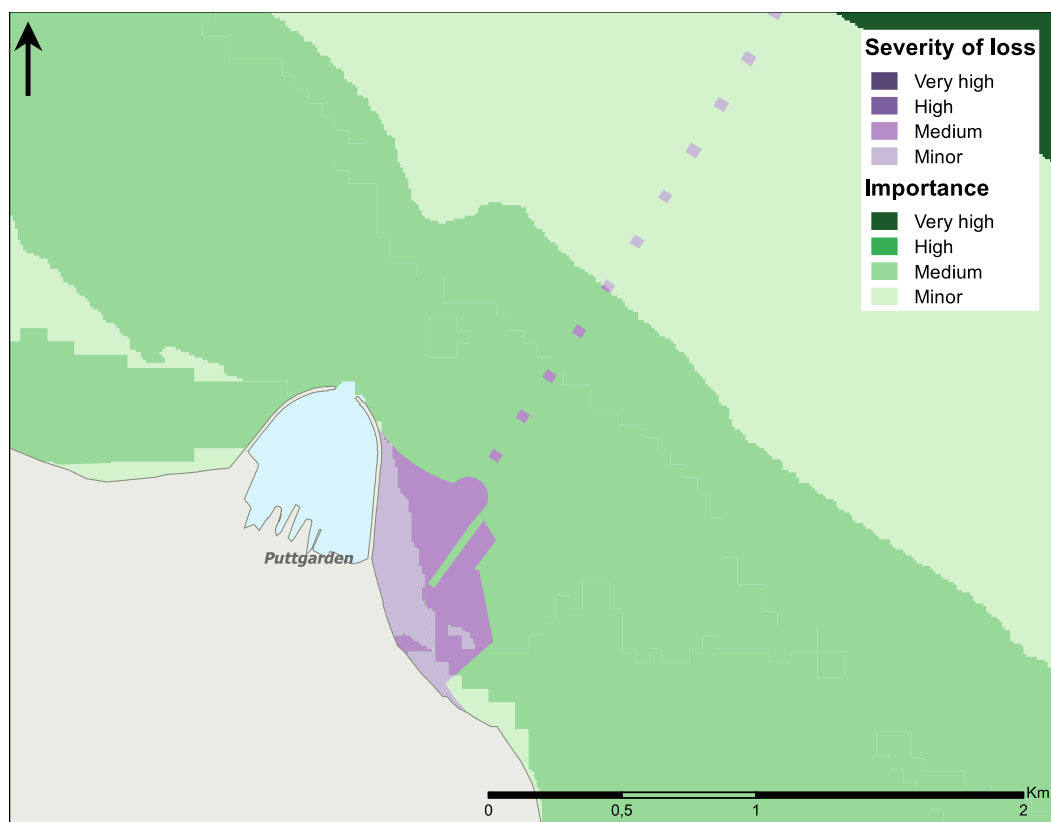 Severity of loss
Very high
High
Medium
Minor
Importance
Very high
High
Medium
Minor
Puttgarden
Km
0 0,5 1 2